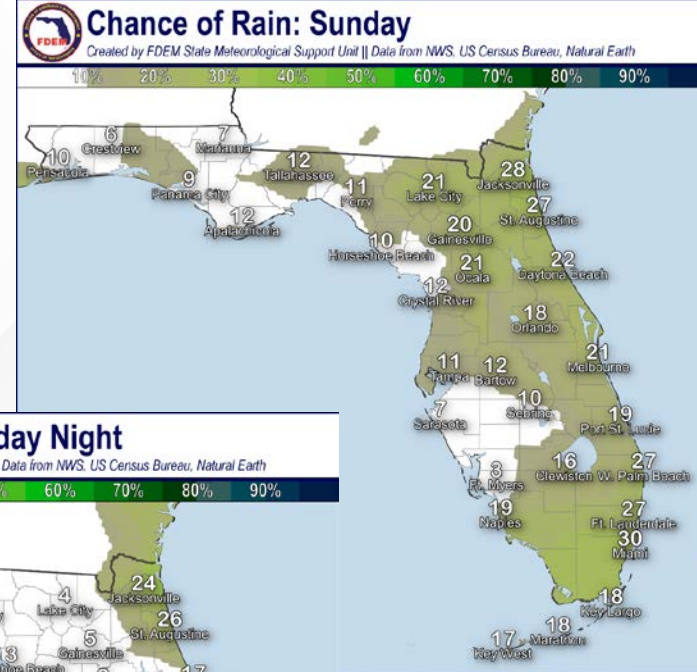 FDEM
Chance of Rain: Sunday
Created by FDEM State Meteorological Support Unit || Data from NWS, US Census Bureau, Natural Earth
10% 20% 30% 40% 50% 60% 70% 80% 90%
6
Crestview
7
Marianna
10
Pensacola
12
Tallahassee
28
Jacksonville
9
Panama City
11
Perry
21
Lake City
27
St. Augustine
12
Apalachicola
20
Gainesville
10
Horseshoe Beach
21
Ocala
22
Daytona Beach
12
Crystal River
18
Orlando
11
Tampa
12
Bartow
21
Melbourne
7
Sarasota
10
Sebring
19
Port St. Lucie
3
Ft. Myers
16
Clewiston
27
W. Palm Beach
19
Naples
27
Ft. Lauderdale
30
Miami
18
Key Largo
18
Marathon
17
Key West
day Night
Data from NWS, US Census Bureau, Natural Earth
60% 70% 80% 90%
24
Jacksonville
4
Lake City
26
St. Augustine
5
Gainesville
3
17